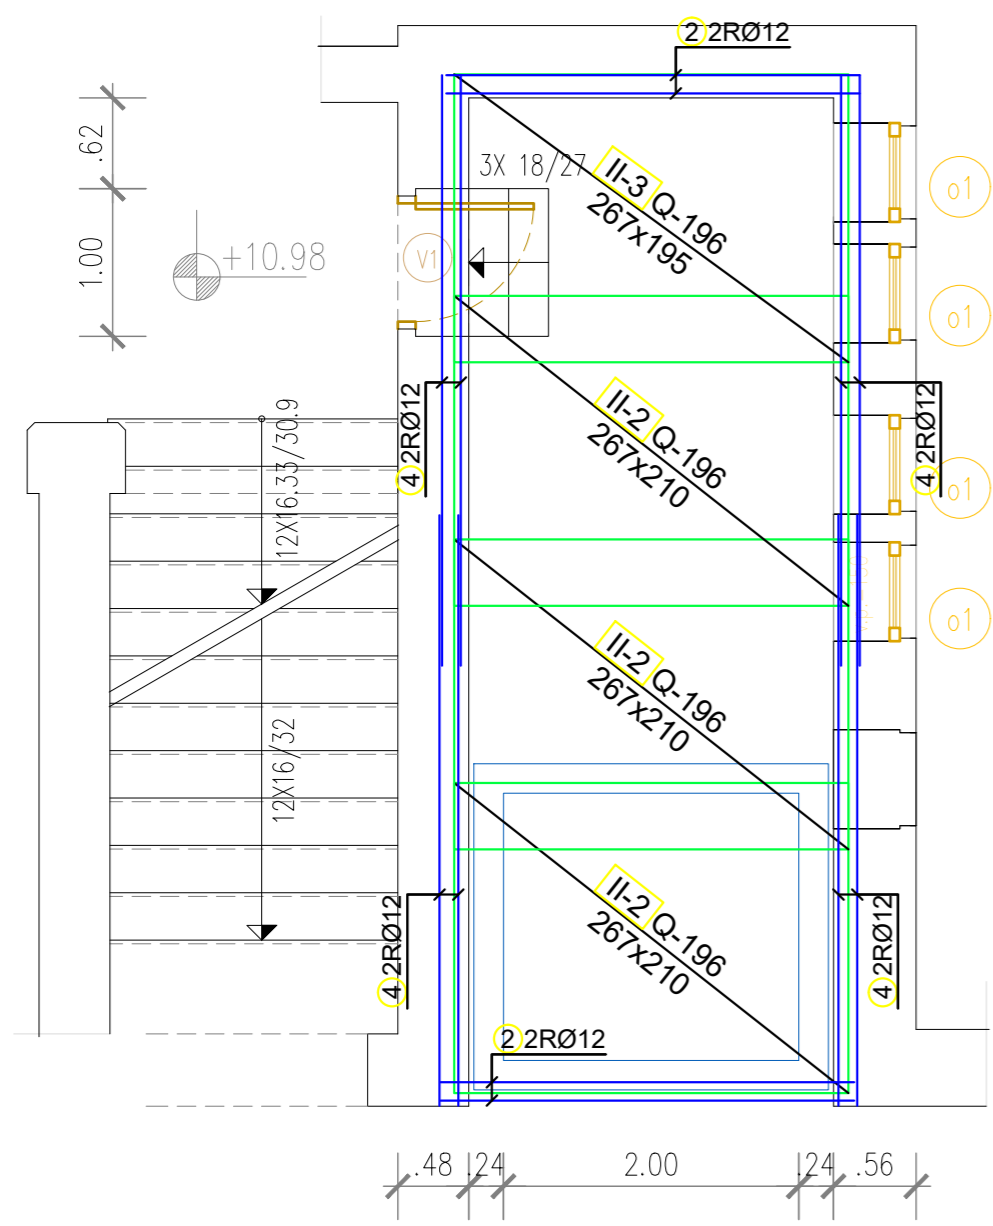 2 2RØ12
.62
3X 18/27
II-3 Q-196
267x195
o1
1.00
+10.98
V1
o1
4 2RØ12
12X16.33/30.9
II-2 Q-196
267x210
4 2RØ12
o1
o1
II-2 Q-196
267x210
12X16/32
4 2RØ12
II-2 Q-196
267x210
4 2RØ12
2 2RØ12
.48 .24 2.00 .24 .56